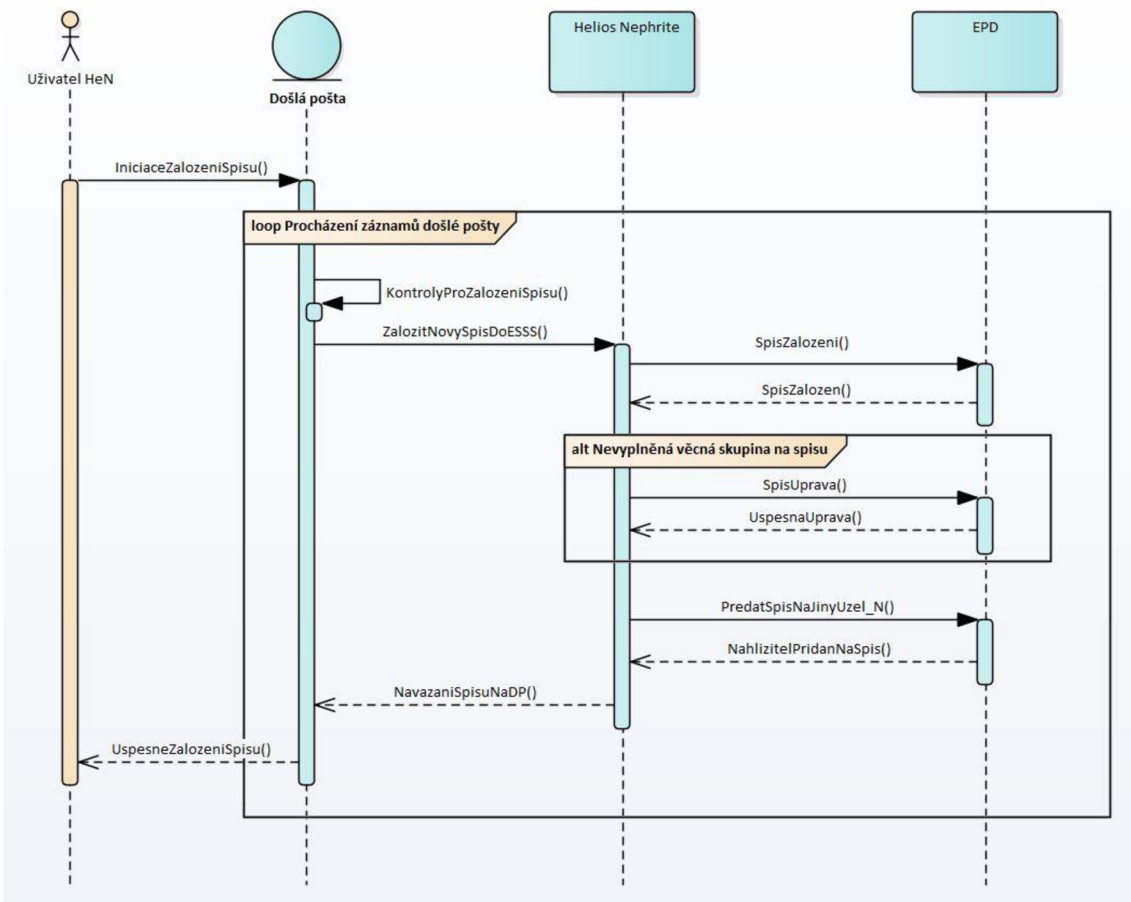 Helios Nephrite
EPD
Uživatel HeN
Došlá pošta
IniciaceZalozeniSpisu()
loop Procházení záznamů došlé pošty
KontrolyProZalozeniSpisu()
ZalozitNovySpisDoESSS()
SpisZalozeni()
SpisZalozen()
alt Nevyplněná věcná skupina na spisu
SpisUprava()
UspesnaUprava()
PredatSpisNaJinyUzel_N()
NahlizitelPridanNaSpis()
NavazaniSpisuNaDP()
UspesneZalozeniSpisu()